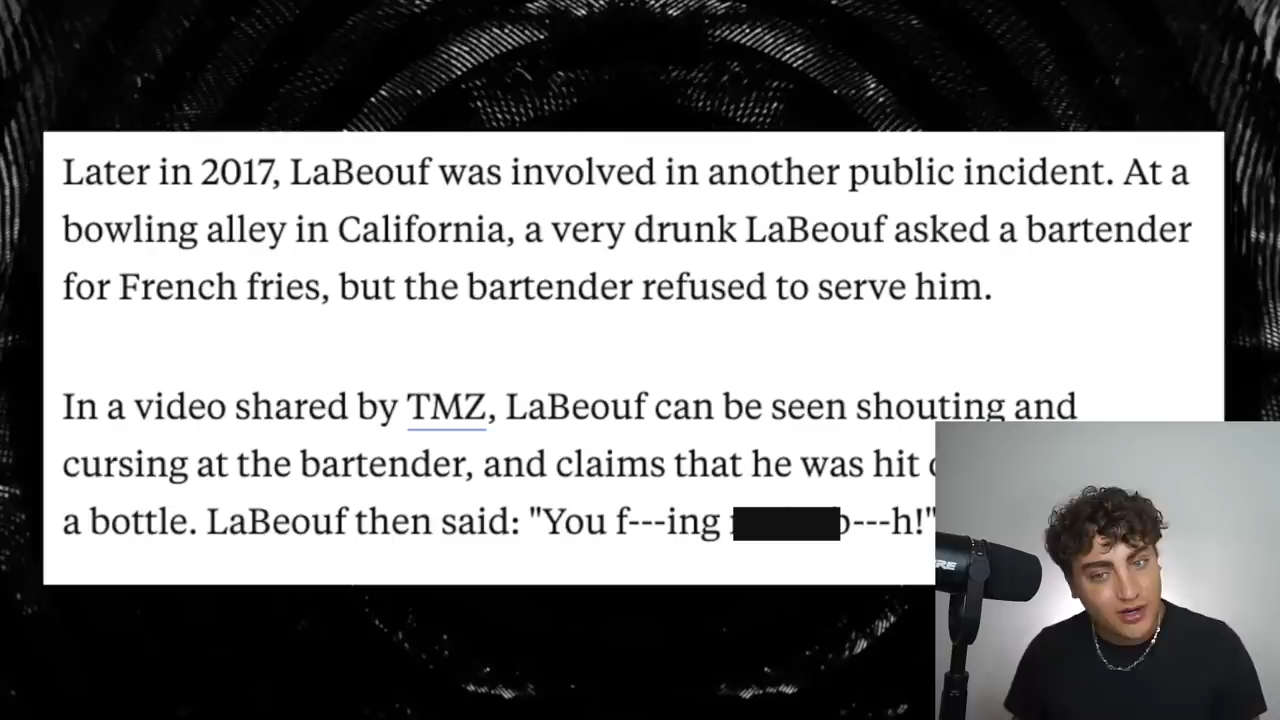 Later in 2017, LaBeouf was involved in another public incident. At a
bowling alley in California, a very drunk LaBeouf asked a bartender
for French fries, but the bartender refused to serve him.
In a video shared by TMZ, LaBeouf can be seen shouting and
cursing at the bartender, and claims that he was hit
a bottle. LaBeouf then said: "You f---ing b---h!"